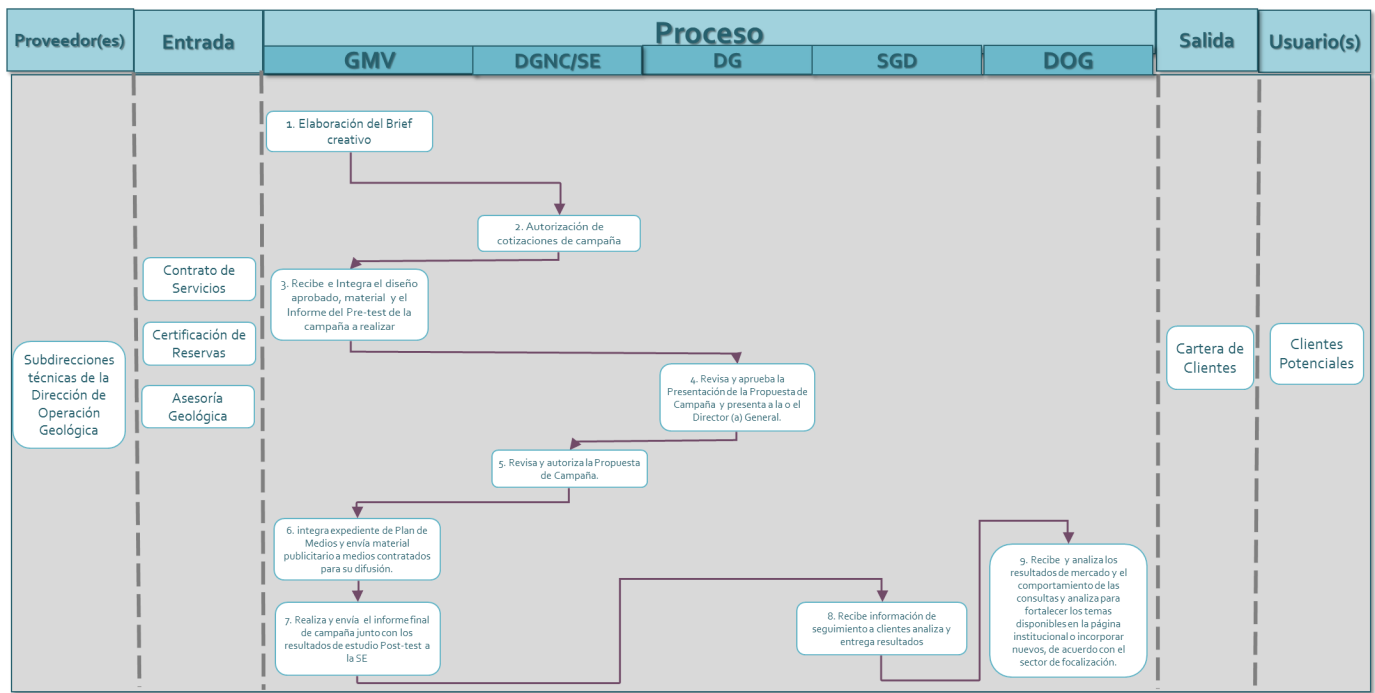 Proveedor(es)
Entrada
Proceso
GMV
DGNC/SE
DG
SGD
DOG
Salida
Usuario(s)
Subdirecciones
técnicas de la
Dirección de
Operación
Geológica
Contrato de
Servicios
Certificación de
Reservas
Asesoría
Geológica
1. Elaboración del Brief
creativo
2. Autorización de
cotizaciones de campaña
3. Recibe e Integra el diseño
aprobado, material y el
Informe del Pre-test de la
campaña a realizar
4. Revisa y aprueba la
Presentación de la Propuesta de
Campaña y presenta a la o el
Director (a) General.
5. Revisa y autoriza la Propuesta
de Campaña.
6. integra expediente de Plan de
Medios y envía material
publicitario a medios contratados
para su difusión.
7. Realiza y envía el informe final
de campaña junto con los
resultados de estudio Post-test a
la SE
8. Recibe información de
seguimiento a clientes analiza y
entrega resultados
9. Recibe y analiza los
resultados de mercado y el
comportamiento de las
consultas y analiza para
fortalecer los temas
disponibles en la página
institucional o incorporar
nuevos, de acuerdo con el
sector de focalización.
Cartera de
Clientes
Clientes
Potenciales